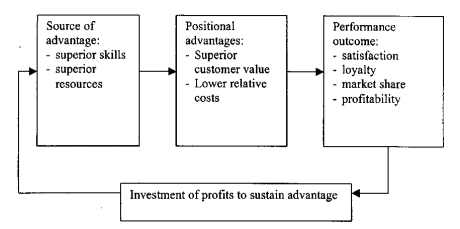 Source of
advantage:
- superior skills
- superior
resources
Positional
advantages:
- Superior
customer value
- Lower relative
costs
Performance
outcome:
- satisfaction
- loyalty
- market share
- profitability
Investment of profits to sustain advantage